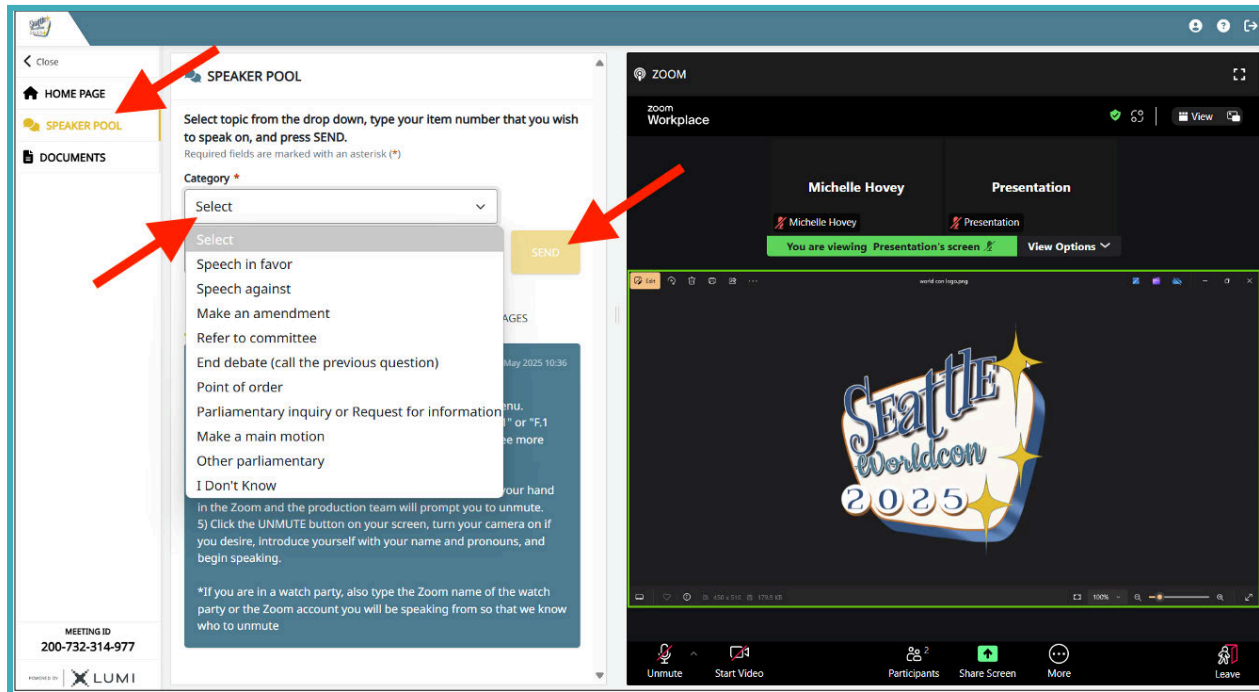 Seattle
Close
HOME PAGE
SPEAKER POOL
DOCUMENTS
MEETING ID
200-732-314-977
POWERED BY LUMI
SPEAKER POOL
Select topic from the drop down, type your item number that you wish
to speak on, and press SEND.
Required fields are marked with an asterisk (*)
Category *
Select
Select
Speech in favor
Speech against
Make an amendment
Refer to committee
End debate (call the previous question)
Point of order
Parliamentary inquiry or Request for information
Make a main motion
Other parliamentary
I Don't Know
SEND
AGES
May 2025 10:36
enu.
" or "F.1
ee more
your hand
in the Zoom and the production team will prompt you to unmute.
5) Click the UNMUTE button on your screen, turn your camera on if
you desire, introduce yourself with your name and pronouns, and
begin speaking.
*If you are in a watch party, also type the Zoom name of the watch
party or the Zoom account you will be speaking from so that we know
who to unmute
ZOOM
zoom
Workplace
View
Michelle Hovey
Presentation
Michelle Hovey
Presentation
You are viewing Presentation's screen
View Options
Edit
world con logo.png
Seattle
Worldcon
2025
450 x 510
179.5 KB
100%
Unmute
Start Video
Participants
2
Share Screen
More
Leave